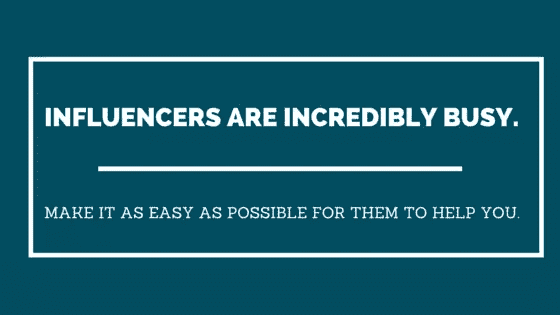 INFLUENCERS ARE INCREDIBLY BUSY.
MAKE IT AS EASY AS POSSIBLE FOR THEM TO HELP YOU.